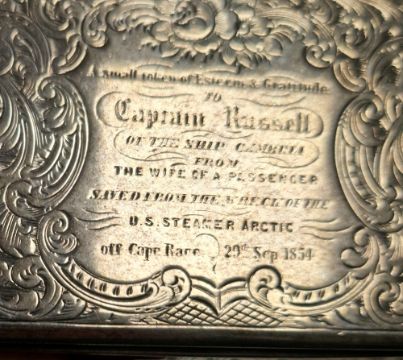 A small token of Esteem & Gratitude
TO
Captain Russell
OF THE SHIP CAMBRIA
FROM
THE WIFE OF A PASSENGER
SAVED FROM THE WRECK OF THE
U.S. STEAMER ARCTIC
off Cape Race 29th Sep 1854